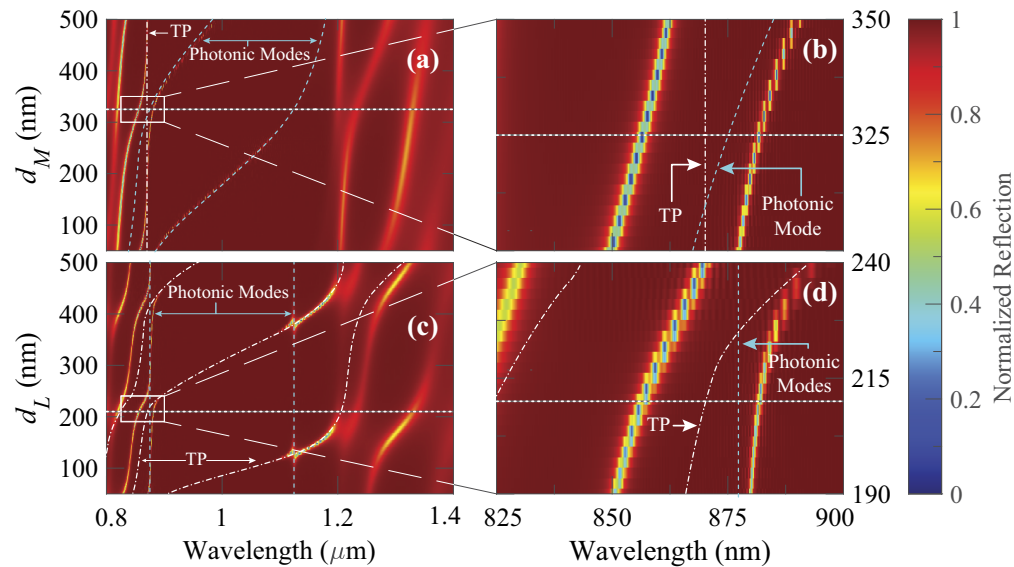 500
400
300
200
100
d_M (nm)
TP
Photonic Modes
(a)
350
325
(b)
TP
Photonic
Mode
500
400
300
200
100
d_L (nm)
Photonic Modes
TP
(c)
0.8
1
1.2
1.4
Wavelength (μm)
240
215
190
(d)
Photonic
Modes
TP
825
850
875
900
Wavelength (nm)
1
0.8
0.6
0.4
0.2
0
Normalized Reflection